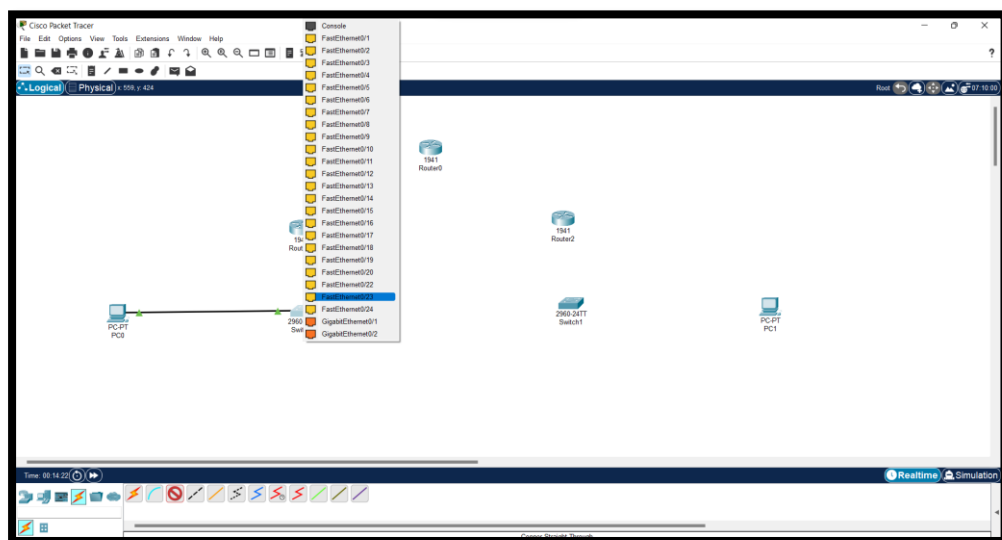 Cisco Packet Tracer
File Edit Options View Tools Extensions Window Help
?
Logical Physical x: 559, y: 424
Root 07:10:00
Console
FastEthernet0/1
FastEthernet0/2
FastEthernet0/3
FastEthernet0/4
FastEthernet0/5
FastEthernet0/6
FastEthernet0/7
FastEthernet0/8
FastEthernet0/9
FastEthernet0/10
FastEthernet0/11
FastEthernet0/12
FastEthernet0/13
FastEthernet0/14
FastEthernet0/15
FastEthernet0/16
FastEthernet0/17
FastEthernet0/18
FastEthernet0/19
FastEthernet0/20
FastEthernet0/22
FastEthernet0/23
FastEthernet0/24
GigabitEthernet0/1
GigabitEthernet0/2
1941
Router0
194
Rout
1941
Router2
PC-PT
PC0
2960
Swit
2960-24TT
Switch1
PC-PT
PC1
Time: 00:14:22
Realtime Simulation
Copper Straight-Through